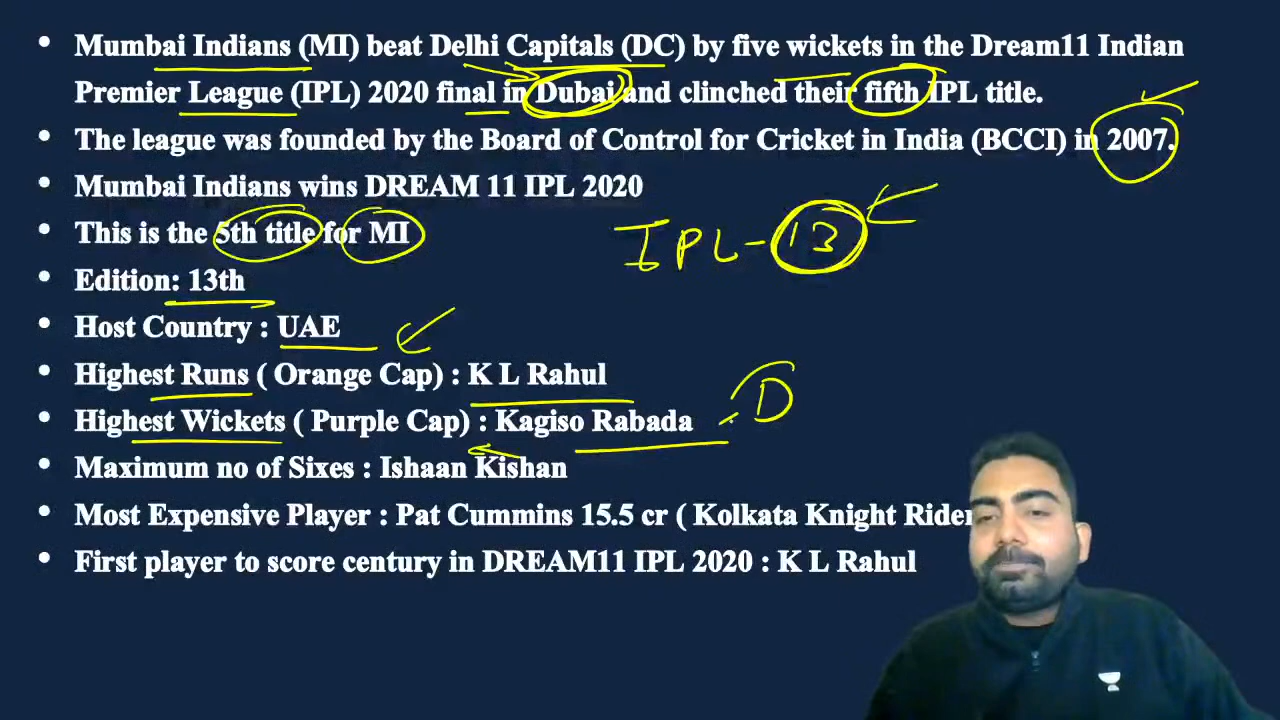 • Mumbai Indians (MI) beat Delhi Capitals (DC) by five wickets in the Dream11 Indian
Premier League (IPL) 2020 final in Dubai and clinched their fifth IPL title.
• The league was founded by the Board of Control for Cricket in India (BCCI) in 2007.
• Mumbai Indians wins DREAM 11 IPL 2020
• This is the 5th title for MI
IPL-13
• Edition: 13th
• Host Country : UAE
• Highest Runs ( Orange Cap) : K L Rahul
• Highest Wickets ( Purple Cap) : Kagiso Rabada
D
• Maximum no of Sixes : Ishaan Kishan
• Most Expensive Player : Pat Cummins 15.5 cr ( Kolkata Knight Rider
• First player to score century in DREAM11 IPL 2020 : K L Rahul